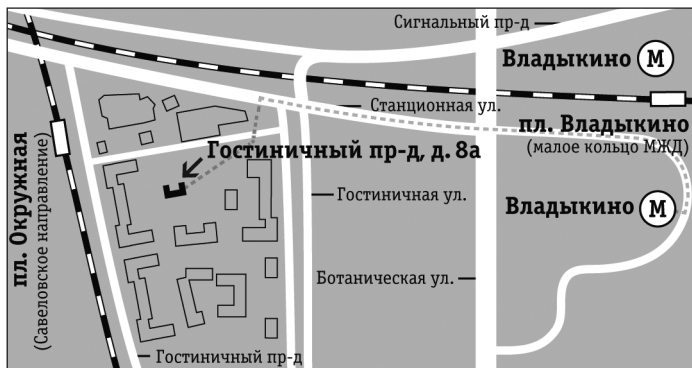 Сигнальный пр-д
Владыкино М
Станционная ул.
пл. Владыкино
(малое кольцо МЖД)
Гостиничный пр-д, д. 8а
Гостиничная ул.
Владыкино М
пл. Окружная
(Савеловское направление)
Ботаническая ул.
Гостиничный пр-д